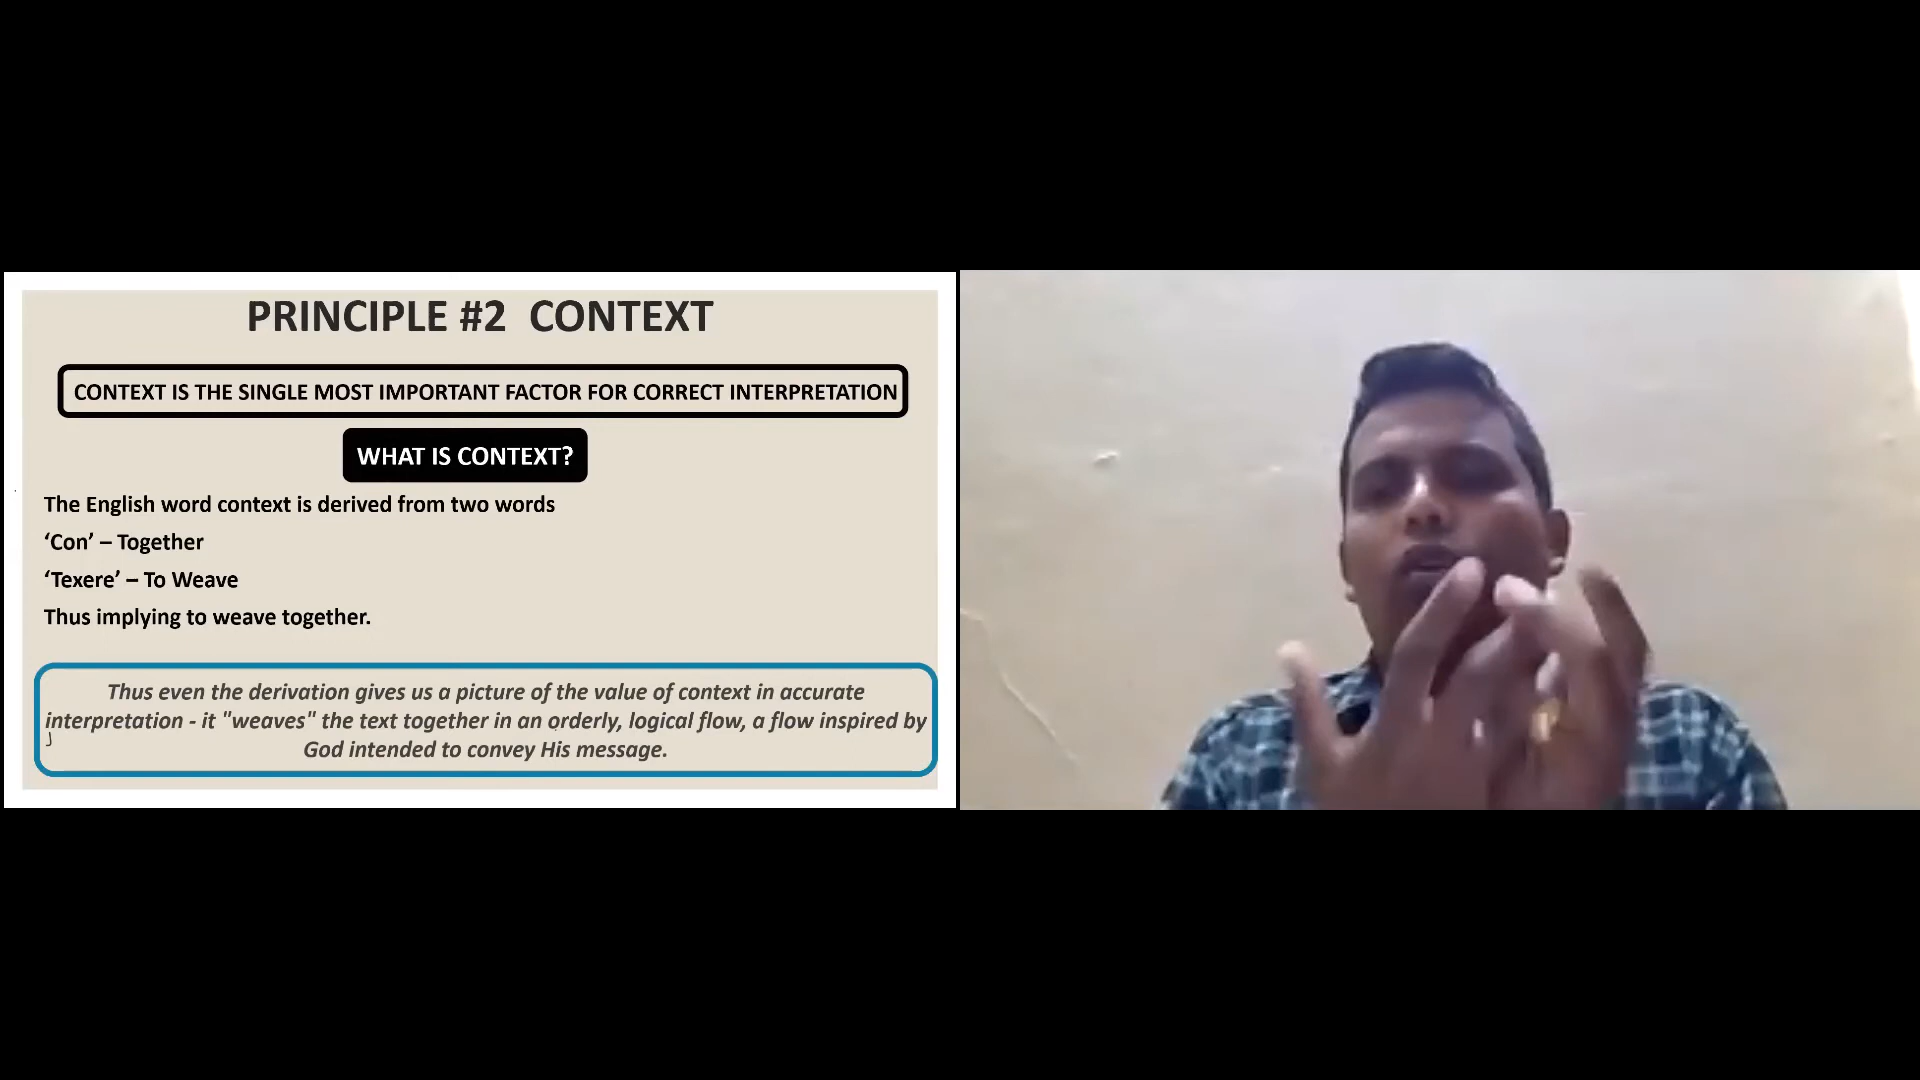 PRINCIPLE #2 CONTEXT
CONTEXT IS THE SINGLE MOST IMPORTANT FACTOR FOR CORRECT INTERPRETATION
WHAT IS CONTEXT?
The English word context is derived from two words
‘Con’ – Together
‘Texere’ – To Weave
Thus implying to weave together.
Thus even the derivation gives us a picture of the value of context in accurate
interpretation - it "weaves" the text together in an orderly, logical flow, a flow inspired by
God intended to convey His message.